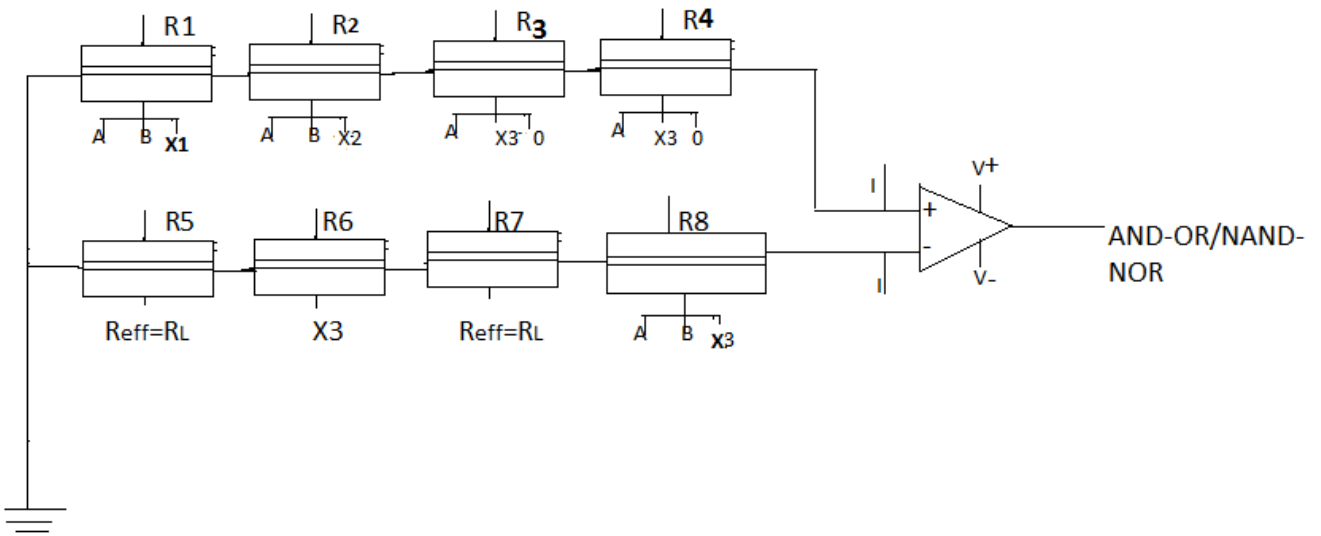 R1 R2 R3 R4
A B X1 A B X2 A X3 0 A X3 0
I V+
+
-
AND-OR/NAND-
NOR
I V-
R5 R6 R7 R8
Reff=RL X3 Reff=RL A B X3